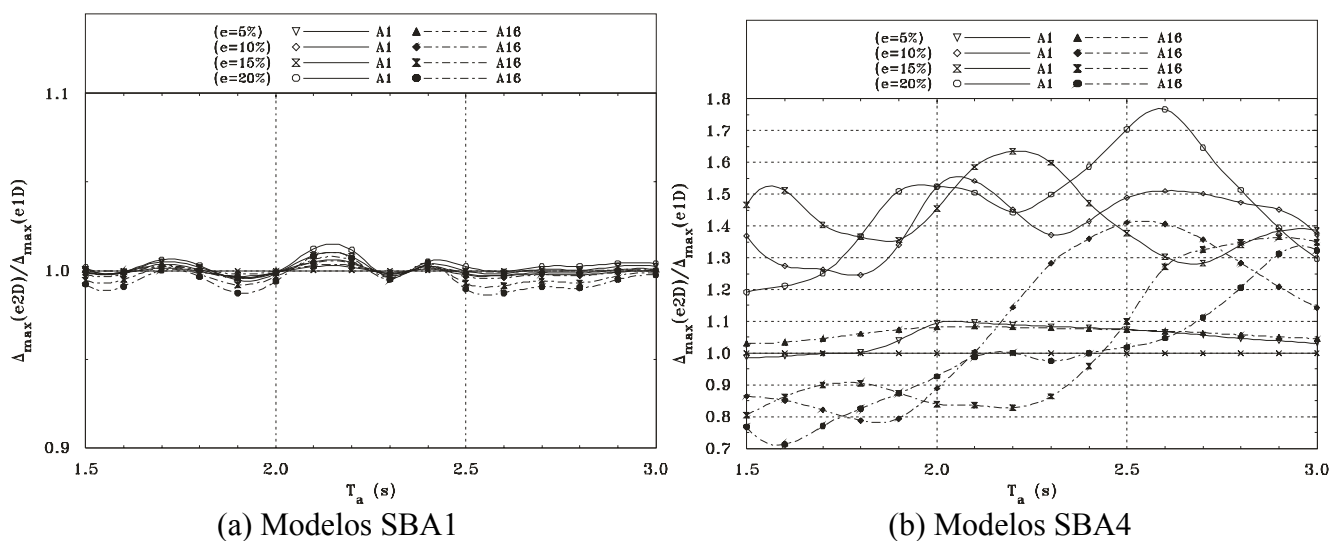 (e=5%) A1 A16
(e=10%) A1 A16
(e=15%) A1 A16
(e=20%) A1 A16
1.1
1.0
0.9
Δmax(e2D)/Δmax(e1D)
1.5 2.0 2.5 3.0
Ta (s)
(a) Modelos SBA1
(e=5%) A1 A16
(e=10%) A1 A16
(e=15%) A1 A16
(e=20%) A1 A16
1.8
1.7
1.6
1.5
1.4
1.3
1.2
1.1
1.0
0.9
0.8
0.7
Δmax(e2D)/Δmax(e1D)
1.5 2.0 2.5 3.0
Ta (s)
(b) Modelos SBA4